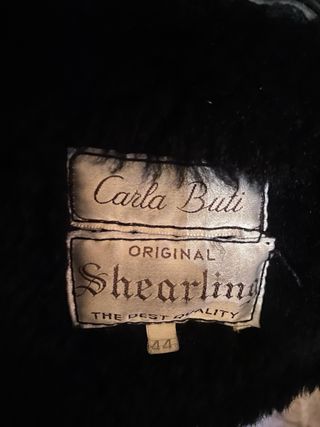 Carla Buti
ORIGINAL
Shearling
THE BEST QUALITY
44